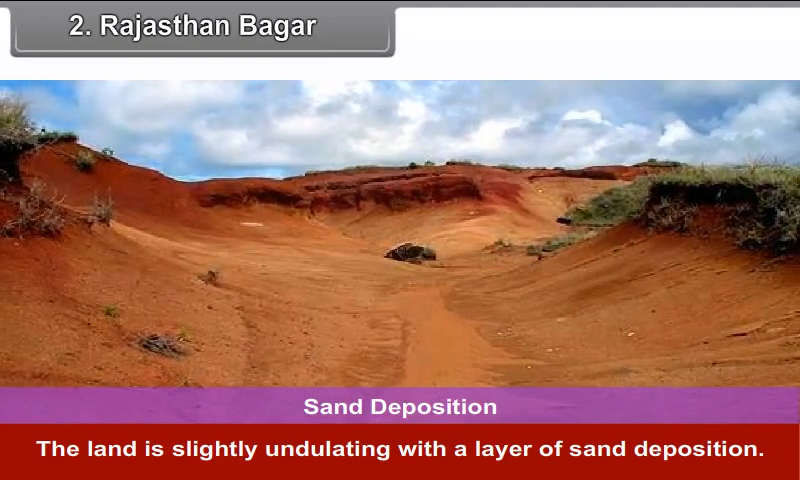 2. Rajasthan Bagar
Sand Deposition
The land is slightly undulating with a layer of sand deposition.